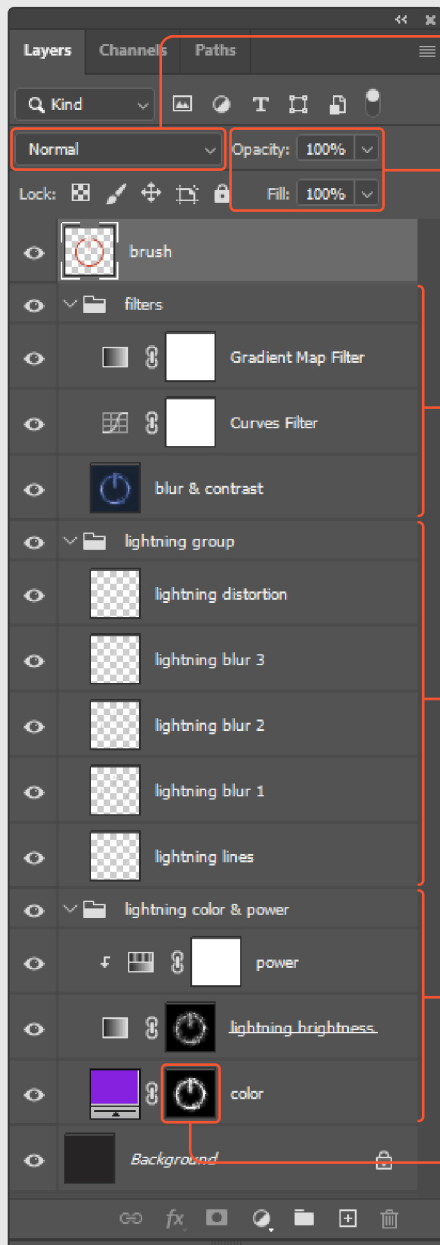 Layers Channels Paths
Kind
Normal Opacity: 100%
Lock: Fill: 100%
brush
filters
Gradient Map Filter
Curves Filter
blur & contrast
lightning group
lightning distortion
lightning blur 3
lightning blur 2
lightning blur 1
lightning lines
lightning color & power
power
lightning brightness
color
Background
fx